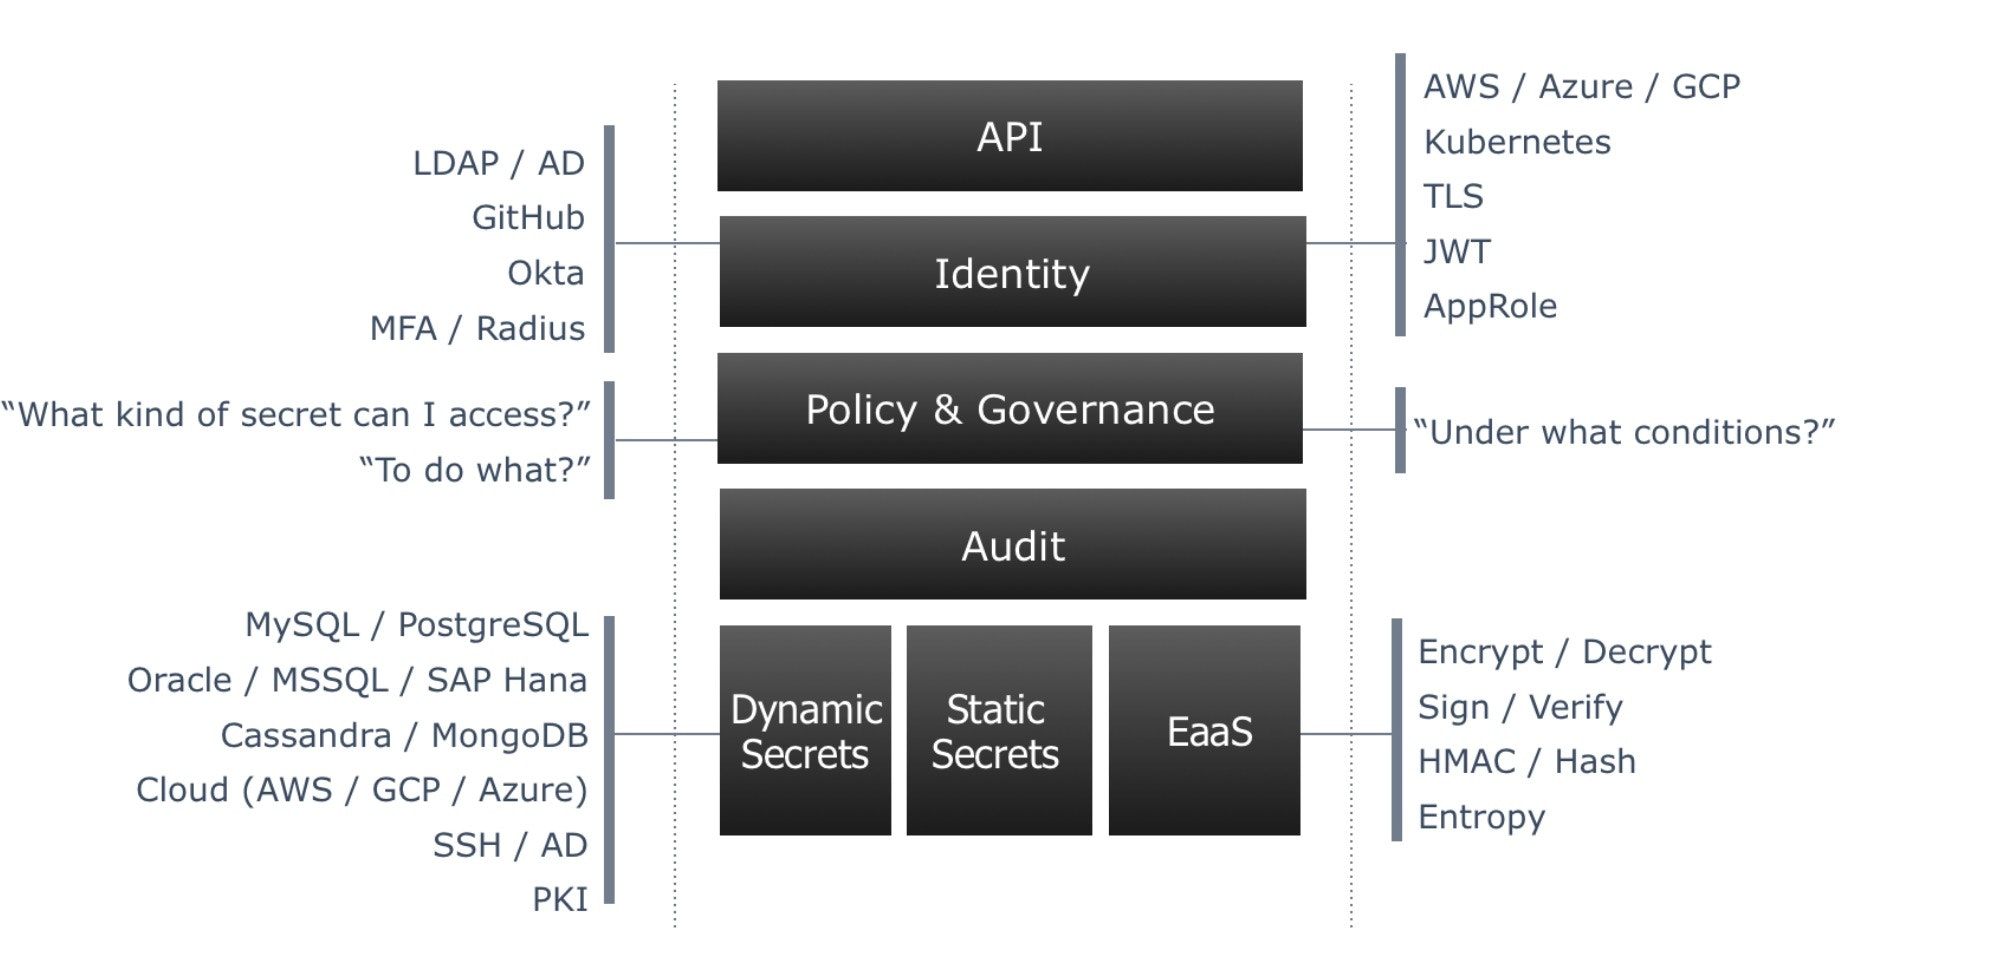 API
LDAP / AD
GitHub
Okta
MFA / Radius
Identity
AWS / Azure / GCP
Kubernetes
TLS
JWT
AppRole
“What kind of secret can I access?”
“To do what?”
Policy & Governance
“Under what conditions?”
Audit
MySQL / PostgreSQL
Oracle / MSSQL / SAP Hana
Cassandra / MongoDB
Cloud (AWS / GCP / Azure)
SSH / AD
PKI
Dynamic
Secrets
Static
Secrets
EaaS
Encrypt / Decrypt
Sign / Verify
HMAC / Hash
Entropy